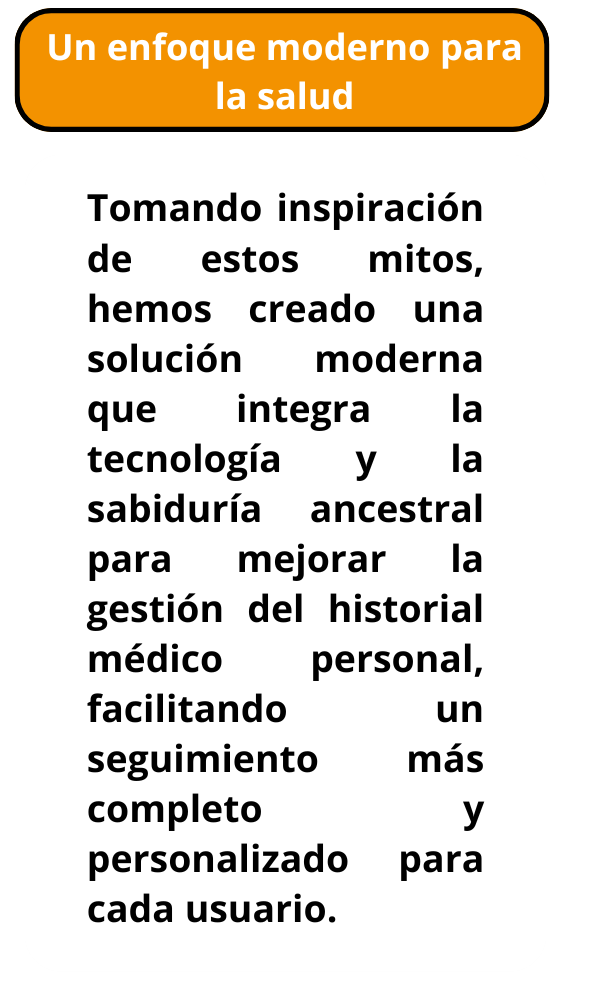 Un enfoque moderno para
la salud
Tomando inspiración
de estos mitos,
hemos creado una
solución moderna
que integra la
tecnología y la
sabiduría ancestral
para mejorar la
gestión del historial
médico personal,
facilitando un
seguimiento más
completo y
personalizado para
cada usuario.